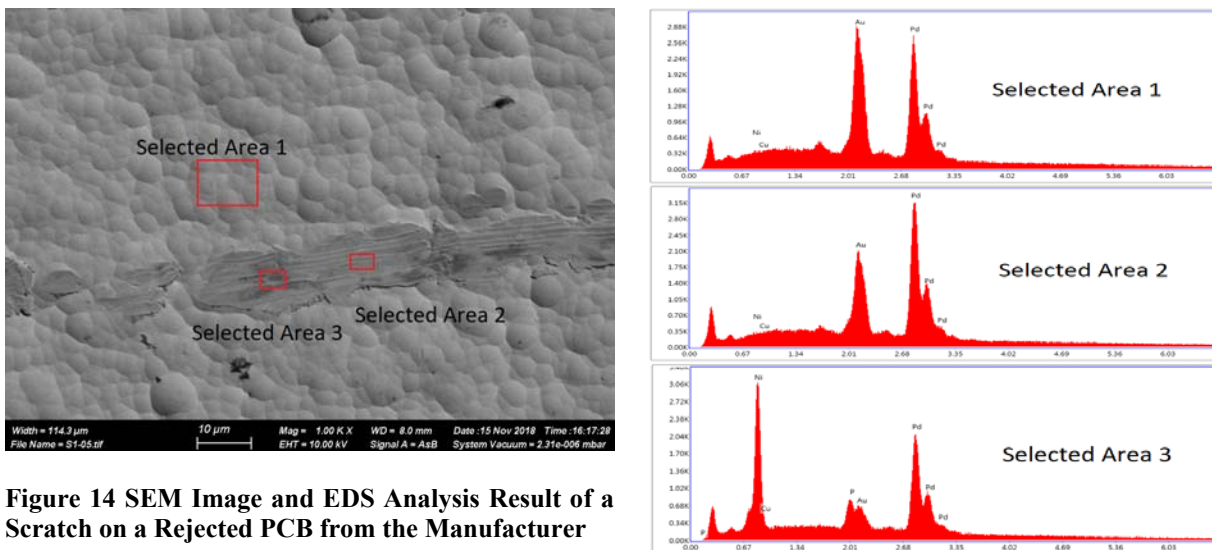 Selected Area 1
Selected Area 2
Selected Area 3
Width = 114.3 µm
10 µm
Mag = 1.00 K X
WD = 8.0 mm
Date :15 Nov 2018 Time :16:17:28
File Name = S1-05.tif
EHT = 10.00 kV
Signal A = AsB
System Vacuum = 2.31e-006 mbar
Figure 14 SEM Image and EDS Analysis Result of a
Scratch on a Rejected PCB from the Manufacturer
2.88K
2.56K
2.24K
1.92K
1.60K
1.28K
0.96K
0.64K
0.32K
0.00K
Au
Pd
Pd
Pd
Ni
Cu
Selected Area 1
0.00 0.67 1.34 2.01 2.68 3.35 4.02 4.69 5.36 6.03
3.15K
2.80K
2.45K
2.10K
1.75K
1.40K
1.05K
0.70K
0.35K
0.00K
Pd
Au
Pd
Pd
Ni
Cu
Selected Area 2
0.00 0.67 1.34 2.01 2.68 3.35 4.02 4.69 5.36 6.03
3.06K
2.72K
2.38K
2.04K
1.70K
1.36K
1.02K
0.68K
0.34K
0.00K
Ni
Pd
P
Au
Pd
Cu
Pd
P
Selected Area 3
0.00 0.67 1.34 2.01 2.68 3.35 4.02 4.69 5.36 6.03